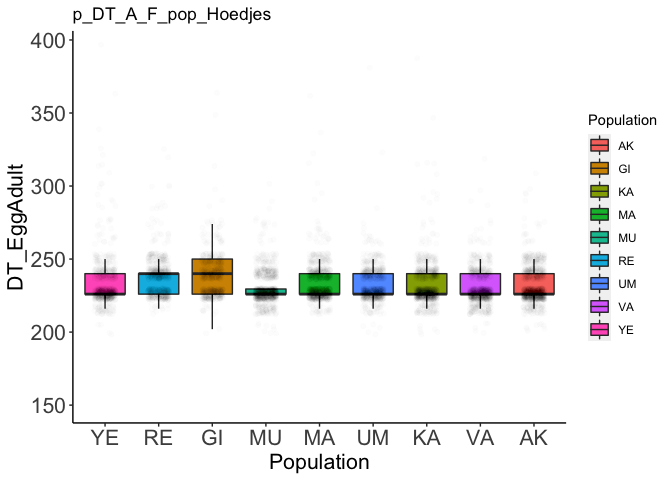 p_DT_A_F_pop_Hoedjes
DT_EggAdult
400
350
300
250
200
150
YE RE GI MU MA UM KA VA AK
Population
Population
AK
GI
KA
MA
MU
RE
UM
VA
YE